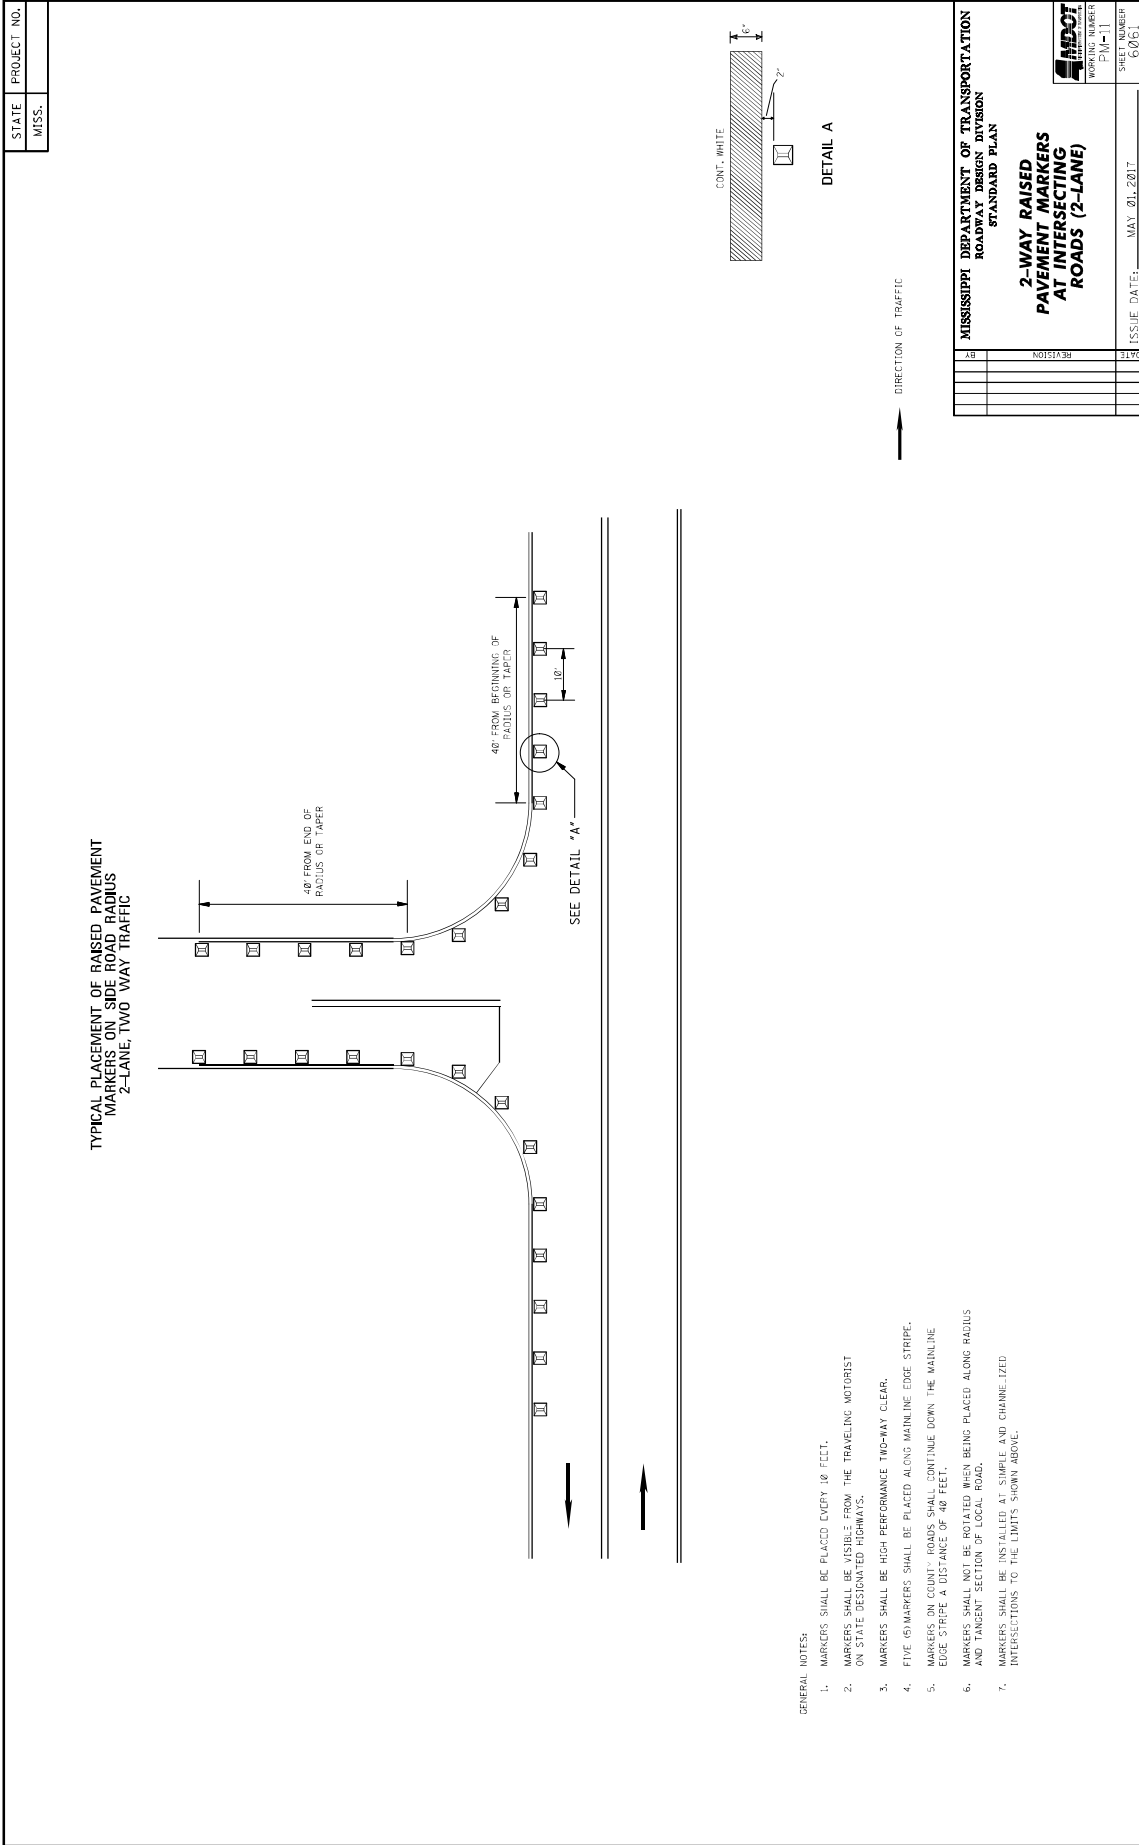 STATE PROJECT NO.
MISS.
TYPICAL PLACEMENT OF RAISED PAVEMENT
MARKERS ON SIDE ROAD RADIUS
2-LANE, TWO WAY TRAFFIC
40' FROM END OF
RADIUS OR TAPER
40' FROM BEGINNING OF
RADIUS OR TAPER
10'
SEE DETAIL "A"
CONT. WHITE
6"
2"
DETAIL A
DIRECTION OF TRAFFIC
GENERAL NOTES:
1. MARKERS SHALL BE PLACED EVERY 10 FEET.
2. MARKERS SHALL BE VISIBLE FROM THE TRAVELING MOTORIST
ON STATE DESIGNATED HIGHWAYS.
3. MARKERS SHALL BE HIGH PERFORMANCE TWO-WAY CLEAR.
4. FIVE (5) MARKERS SHALL BE PLACED ALONG MAINLINE EDGE STRIPE.
5. MARKERS ON COUNTY ROADS SHALL CONTINUE DOWN THE MAINLINE
EDGE STRIPE A DISTANCE OF 40 FEET.
6. MARKERS SHALL NOT BE ROTATED WHEN BEING PLACED ALONG RADIUS
AND TANGENT SECTION OF LOCAL ROAD.
7. MARKERS SHALL BE INSTALLED AT SIMPLE AND CHANNELIZED
INTERSECTIONS TO THE LIMITS SHOWN ABOVE.
BY
REVISION
DATE
MISSISSIPPI DEPARTMENT OF TRANSPORTATION
ROADWAY DESIGN DIVISION
STANDARD PLAN
2-WAY RAISED
PAVEMENT MARKERS
AT INTERSECTING
ROADS (2-LANE)
ISSUE DATE: MAY 01, 2017
MDOT
WORKING NUMBER
PM-11
SHEET NUMBER
6061